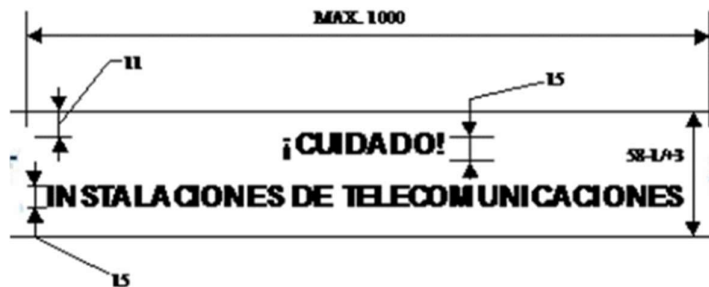 MAX. 1000
11
15
¡CUIDADO!
58-1/+3
INSTALACIONES DE TELECOMUNICACIONES
15